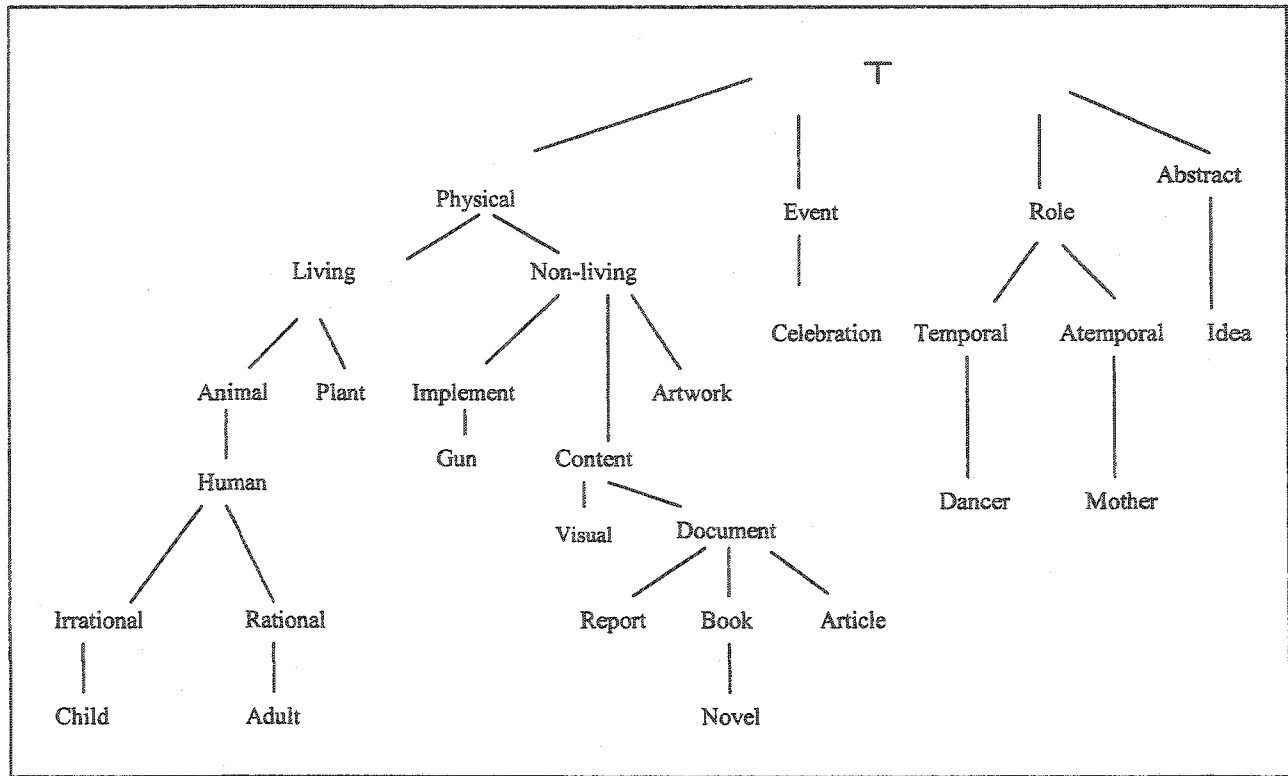 T
Abstract
Physical
Event
Role
Living
Non-living
Celebration
Temporal
Atemporal
Idea
Animal
Plant
Implement
Artwork
Gun
Content
Human
Dancer
Mother
Visual
Document
Irrational
Rational
Report
Book
Article
Child
Adult
Novel